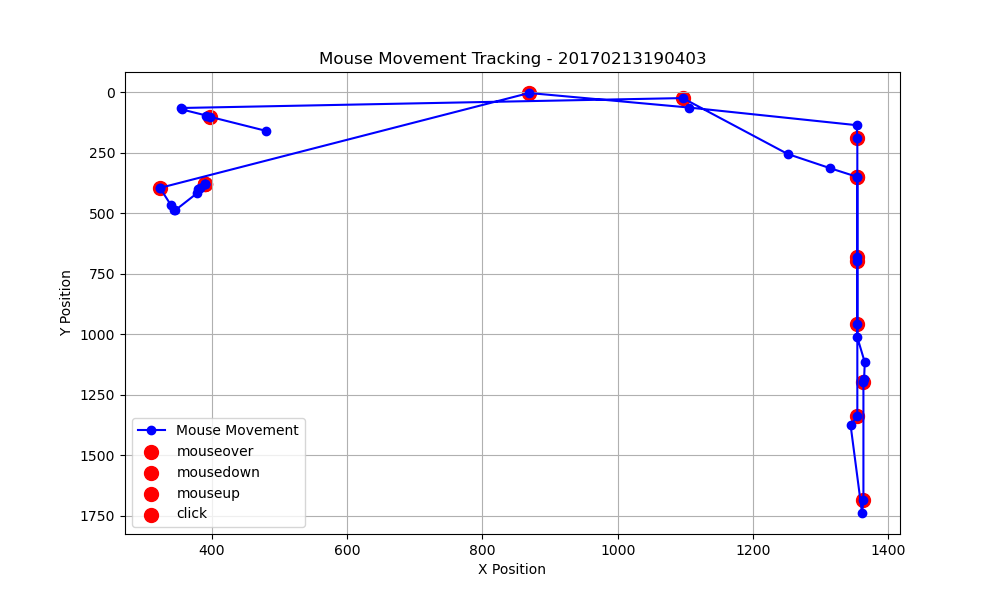 Mouse Movement Tracking - 20170213190403
0
250
500
750
1000
1250
1500
1750
Y Position
Mouse Movement
mouseover
mousedown
mouseup
click
400
600
800
1000
1200
1400
X Position